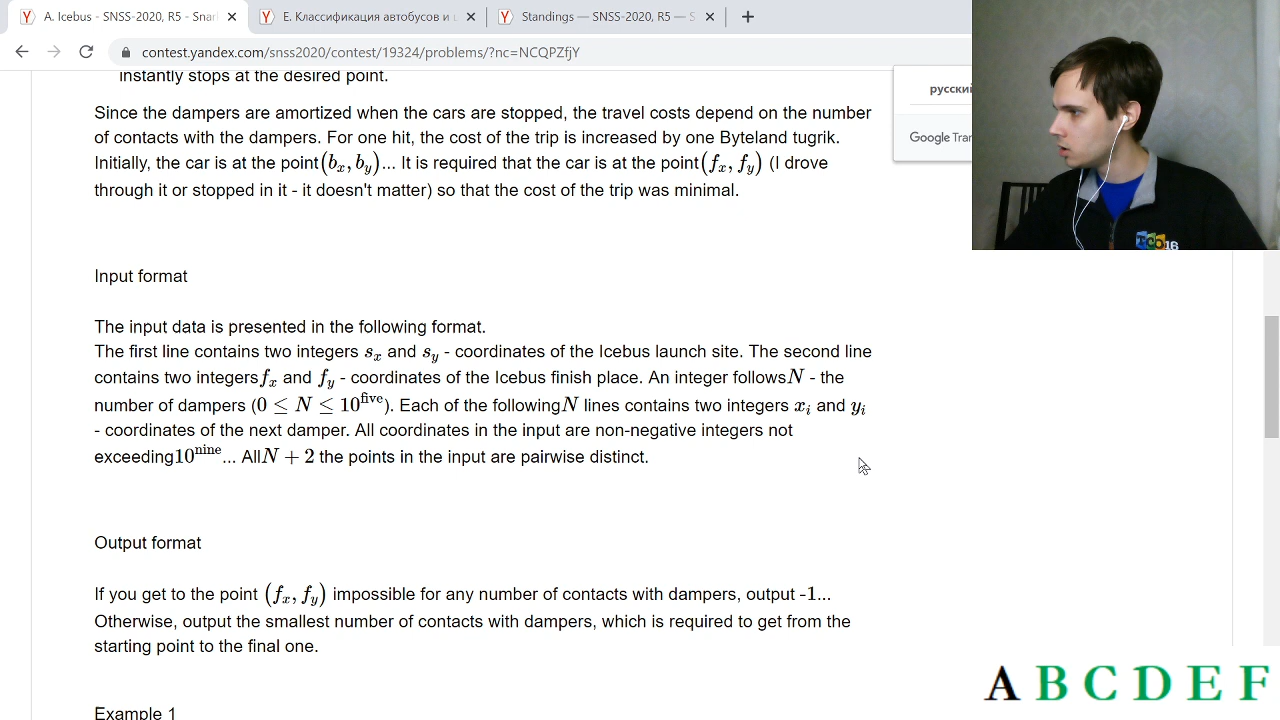 A. Icebus - SNSS-2020, R5 - Snar
Е. Классификация автобусов и ц
Standings — SNSS-2020, R5 — S
contest.yandex.com/snss2020/contest/19324/problems/?nc=NCQPZfjY
instantly stops at the desired point.
русский
Google Tran
Since the dampers are amortized when the cars are stopped, the travel costs depend on the number
of contacts with the dampers. For one hit, the cost of the trip is increased by one Byteland tugrik.
Initially, the car is at the point(bx, by)... It is required that the car is at the point(fx, fy) (I drove
through it or stopped in it - it doesn't matter) so that the cost of the trip was minimal.
Input format
The input data is presented in the following format.
The first line contains two integers sx and sy - coordinates of the Icebus launch site. The second line
contains two integersfx and fy - coordinates of the Icebus finish place. An integer followsN - the
number of dampers (0 ≤ N ≤ 10^five). Each of the followingN lines contains two integers xi and yi
- coordinates of the next damper. All coordinates in the input are non-negative integers not
exceeding10^nine... AllN + 2 the points in the input are pairwise distinct.
Output format
If you get to the point (fx, fy) impossible for any number of contacts with dampers, output -1...
Otherwise, output the smallest number of contacts with dampers, which is required to get from the
starting point to the final one.
Example 1
TCO16
A B C D E F